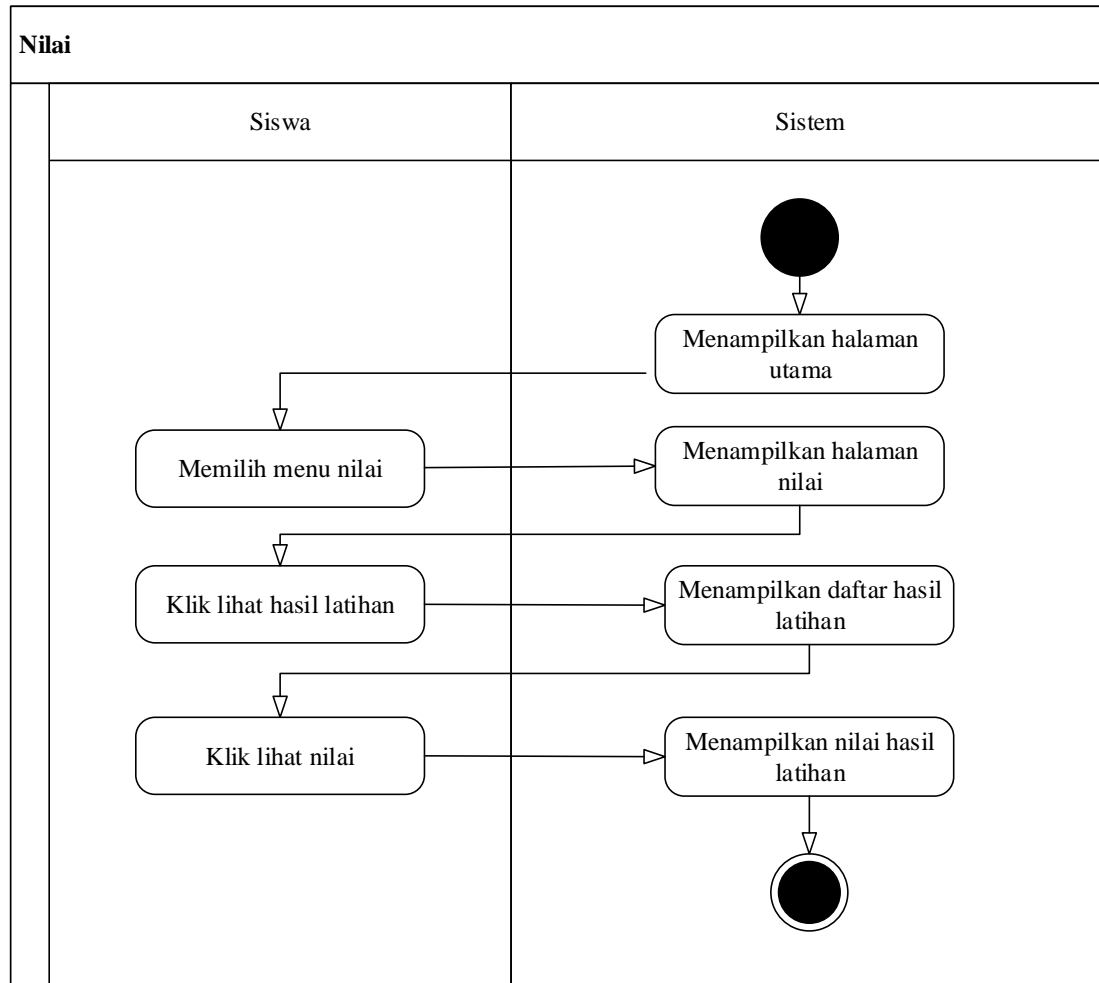 Nilai
Siswa
Sistem
Menampilkan halaman
utama
Memilih menu nilai
Menampilkan halaman
nilai
Klik lihat hasil latihan
Menampilkan daftar hasil
latihan
Klik lihat nilai
Menampilkan nilai hasil
latihan